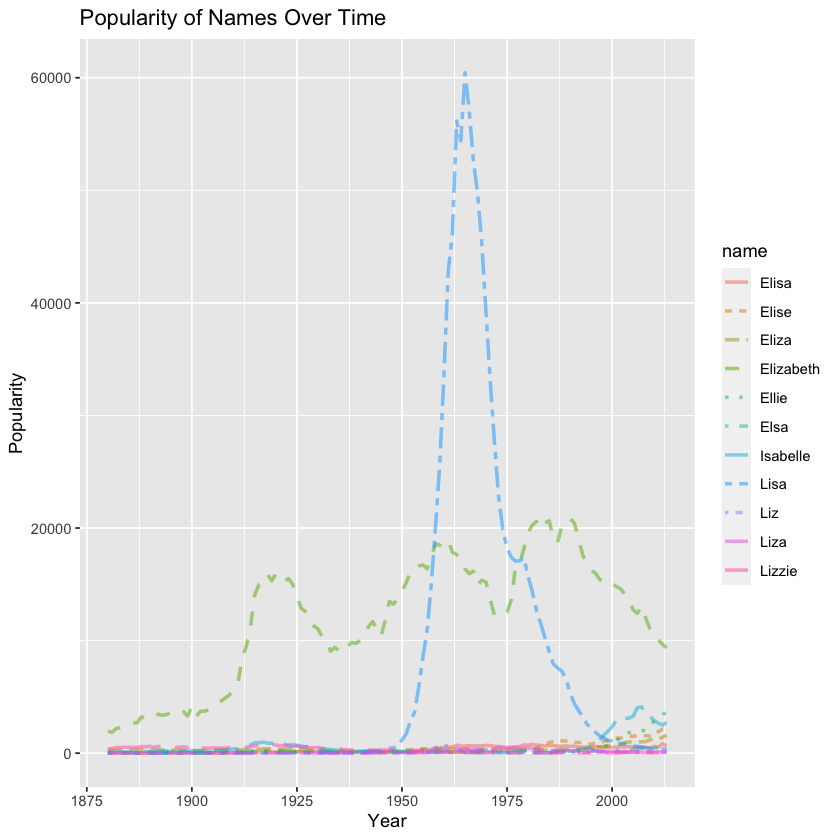 Popularity of Names Over Time
60000
40000
20000
0
Popularity
1875
1900
1925
1950
1975
2000
Year
name
Elisa
Elise
Eliza
Elizabeth
Ellie
Elsa
Isabelle
Lisa
Liz
Liza
Lizzie